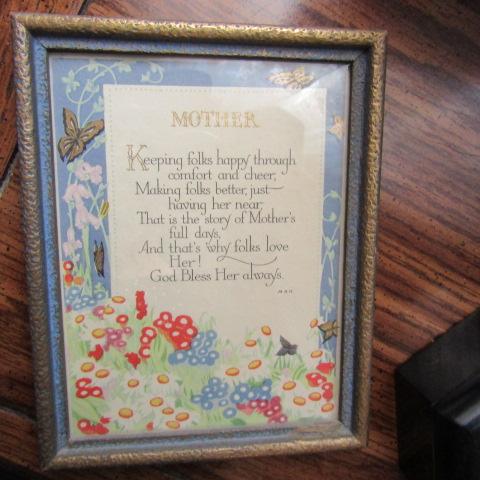 MOTHER
Keeping folks happy through
comfort and cheer,
Making folks better, just
having her near,
That is the story of Mother's
full days,
And that's why folks love
Her!
God Bless Her always.